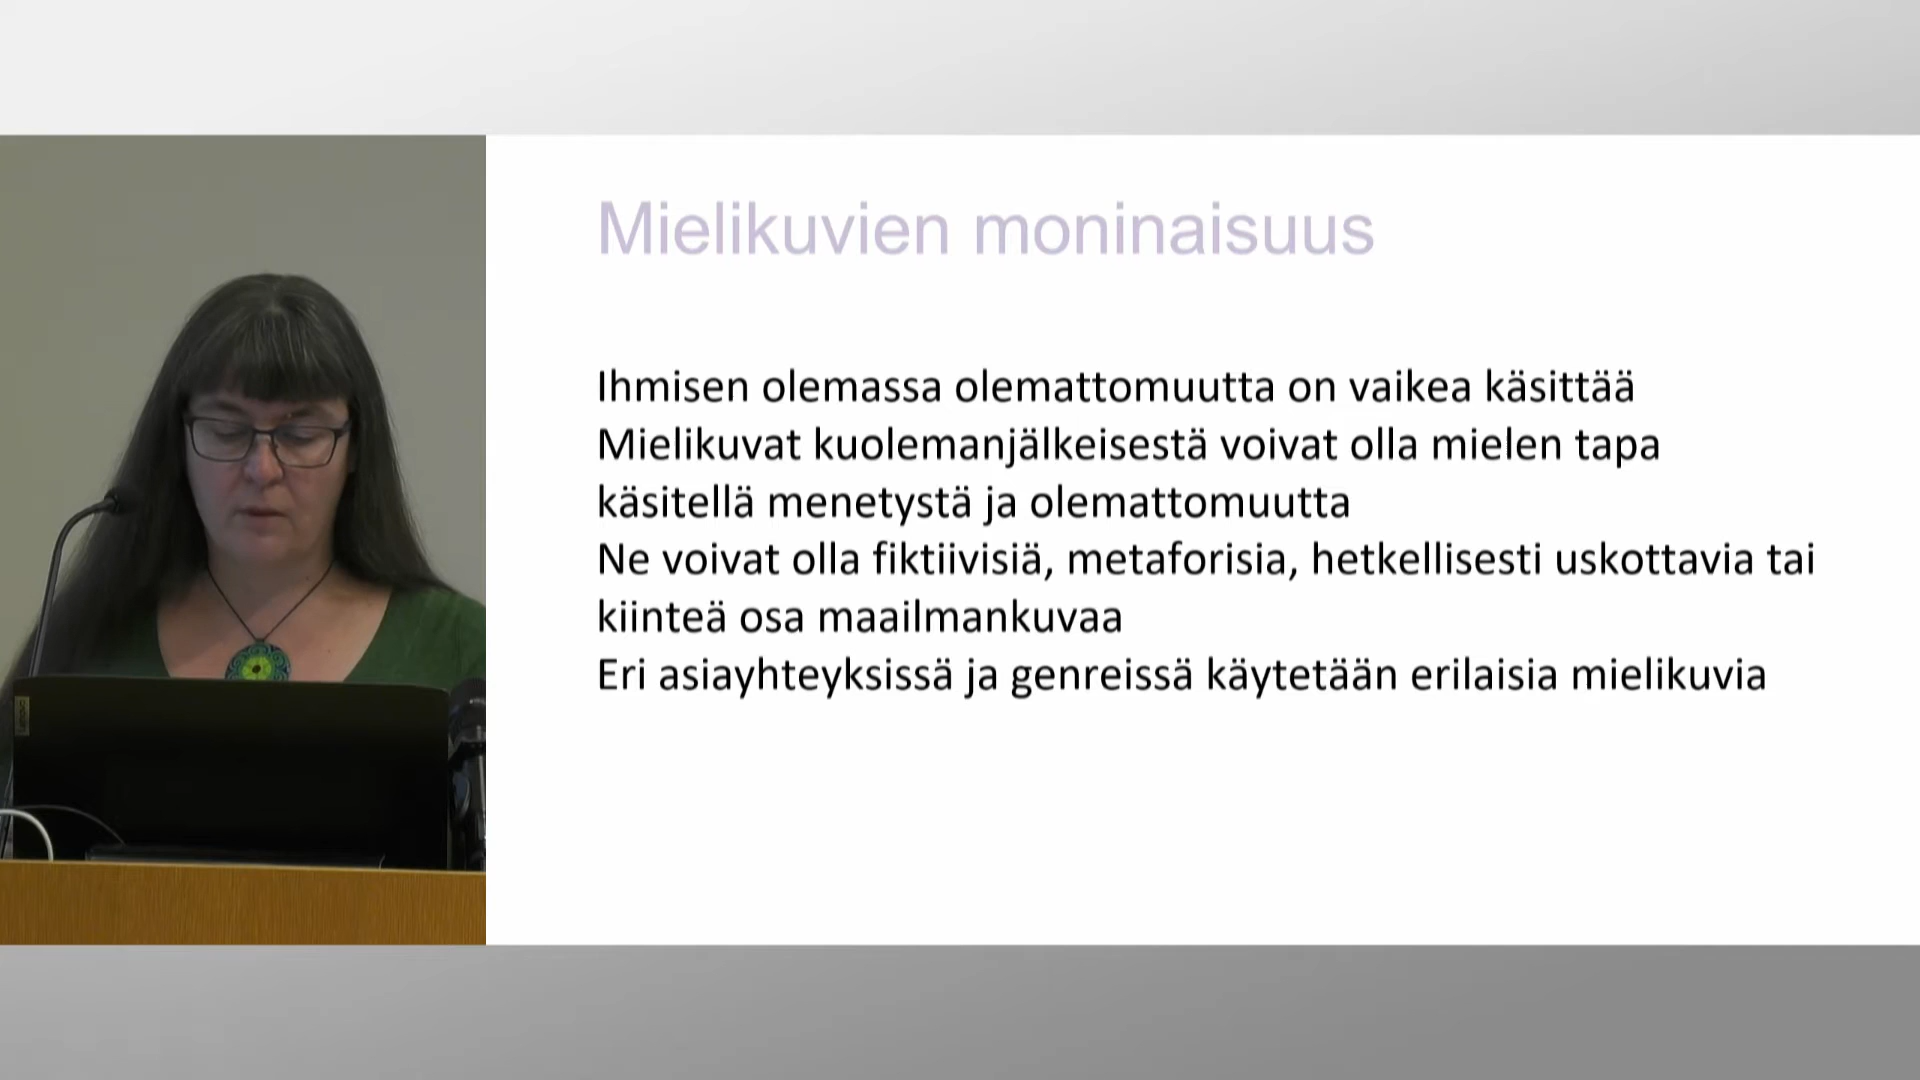 Mielikuvien moninaisuus
Ihmisen olemassa olemattomuutta on vaikea käsittää
Mielikuvat kuolemanjälkeisestä voivat olla mielen tapa
käsitellä menetystä ja olemattomuutta
Ne voivat olla fiktiivisiä, metaforisia, hetkellisesti uskottavia tai
kiinteä osa maailmankuvaa
Eri asiayhteyksissä ja genreissä käytetään erilaisia mielikuvia